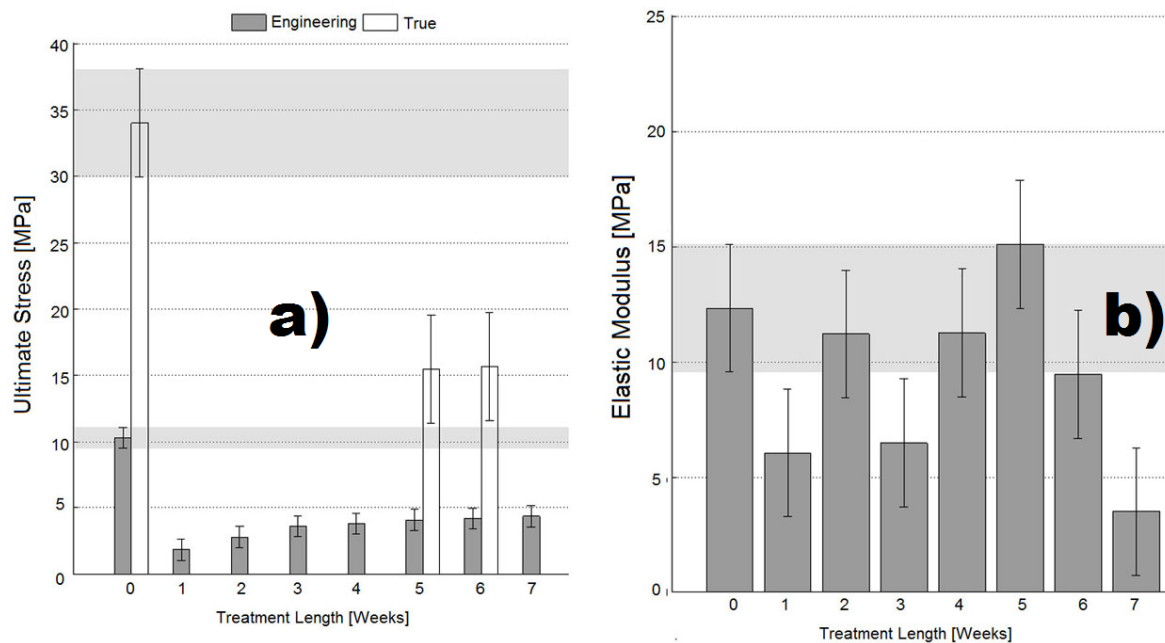 Engineering True
40
35
30
25
20
15
10
5
0
Ultimate Stress [MPa]
a)
0 1 2 3 4 5 6 7
Treatment Length [Weeks]
25
20
15
10
5
0
Elastic Modulus [MPa]
b)
0 1 2 3 4 5 6 7
Treatment Length [Weeks]